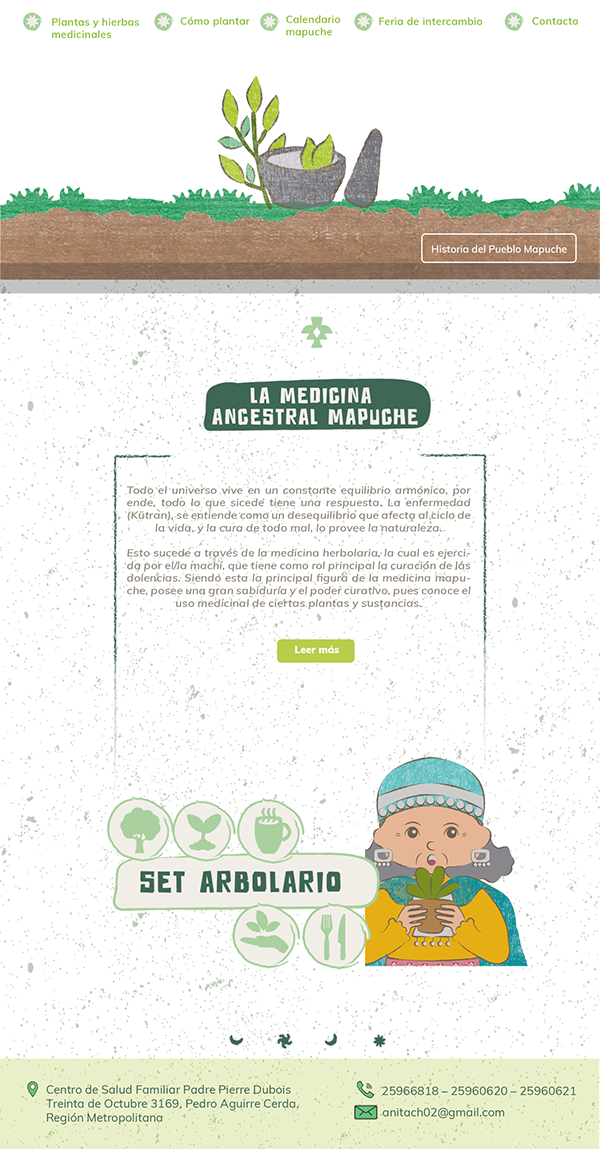 Plantas y hierbas
medicinales
Cómo plantar
Calendario
mapuche
Feria de intercambio
Contacto
Historia del Pueblo Mapuche
LA MEDICINA
ANCESTRAL MAPUCHE
Todo el universo vive en un constante equilibrio armónico, por
ende, todo lo que sicede tiene una respuesta. La enfermedad
(Kütran), se entiende como un desequilibrio que afecta al ciclo de
la vida, y la cura de todo mal, lo provee la naturaleza.
Esto sucede a través de la medicina herbolaria, la cual es ejerci-
da por el/la machi, que tiene como rol principal la curación de las
dolencias. Siendo esta la principal figura de la medicina mapu-
che, posee una gran sabiduría y el poder curativo, pues conoce el
uso medicinal de ciertas plantas y sustancias.
Leer más
SET ARBOLARIO
Centro de Salud Familiar Padre Pierre Dubois
Treinta de Octubre 3169, Pedro Aguirre Cerda,
Región Metropolitana
25966818 – 25960620 – 25960621
anitach02@gmail.com